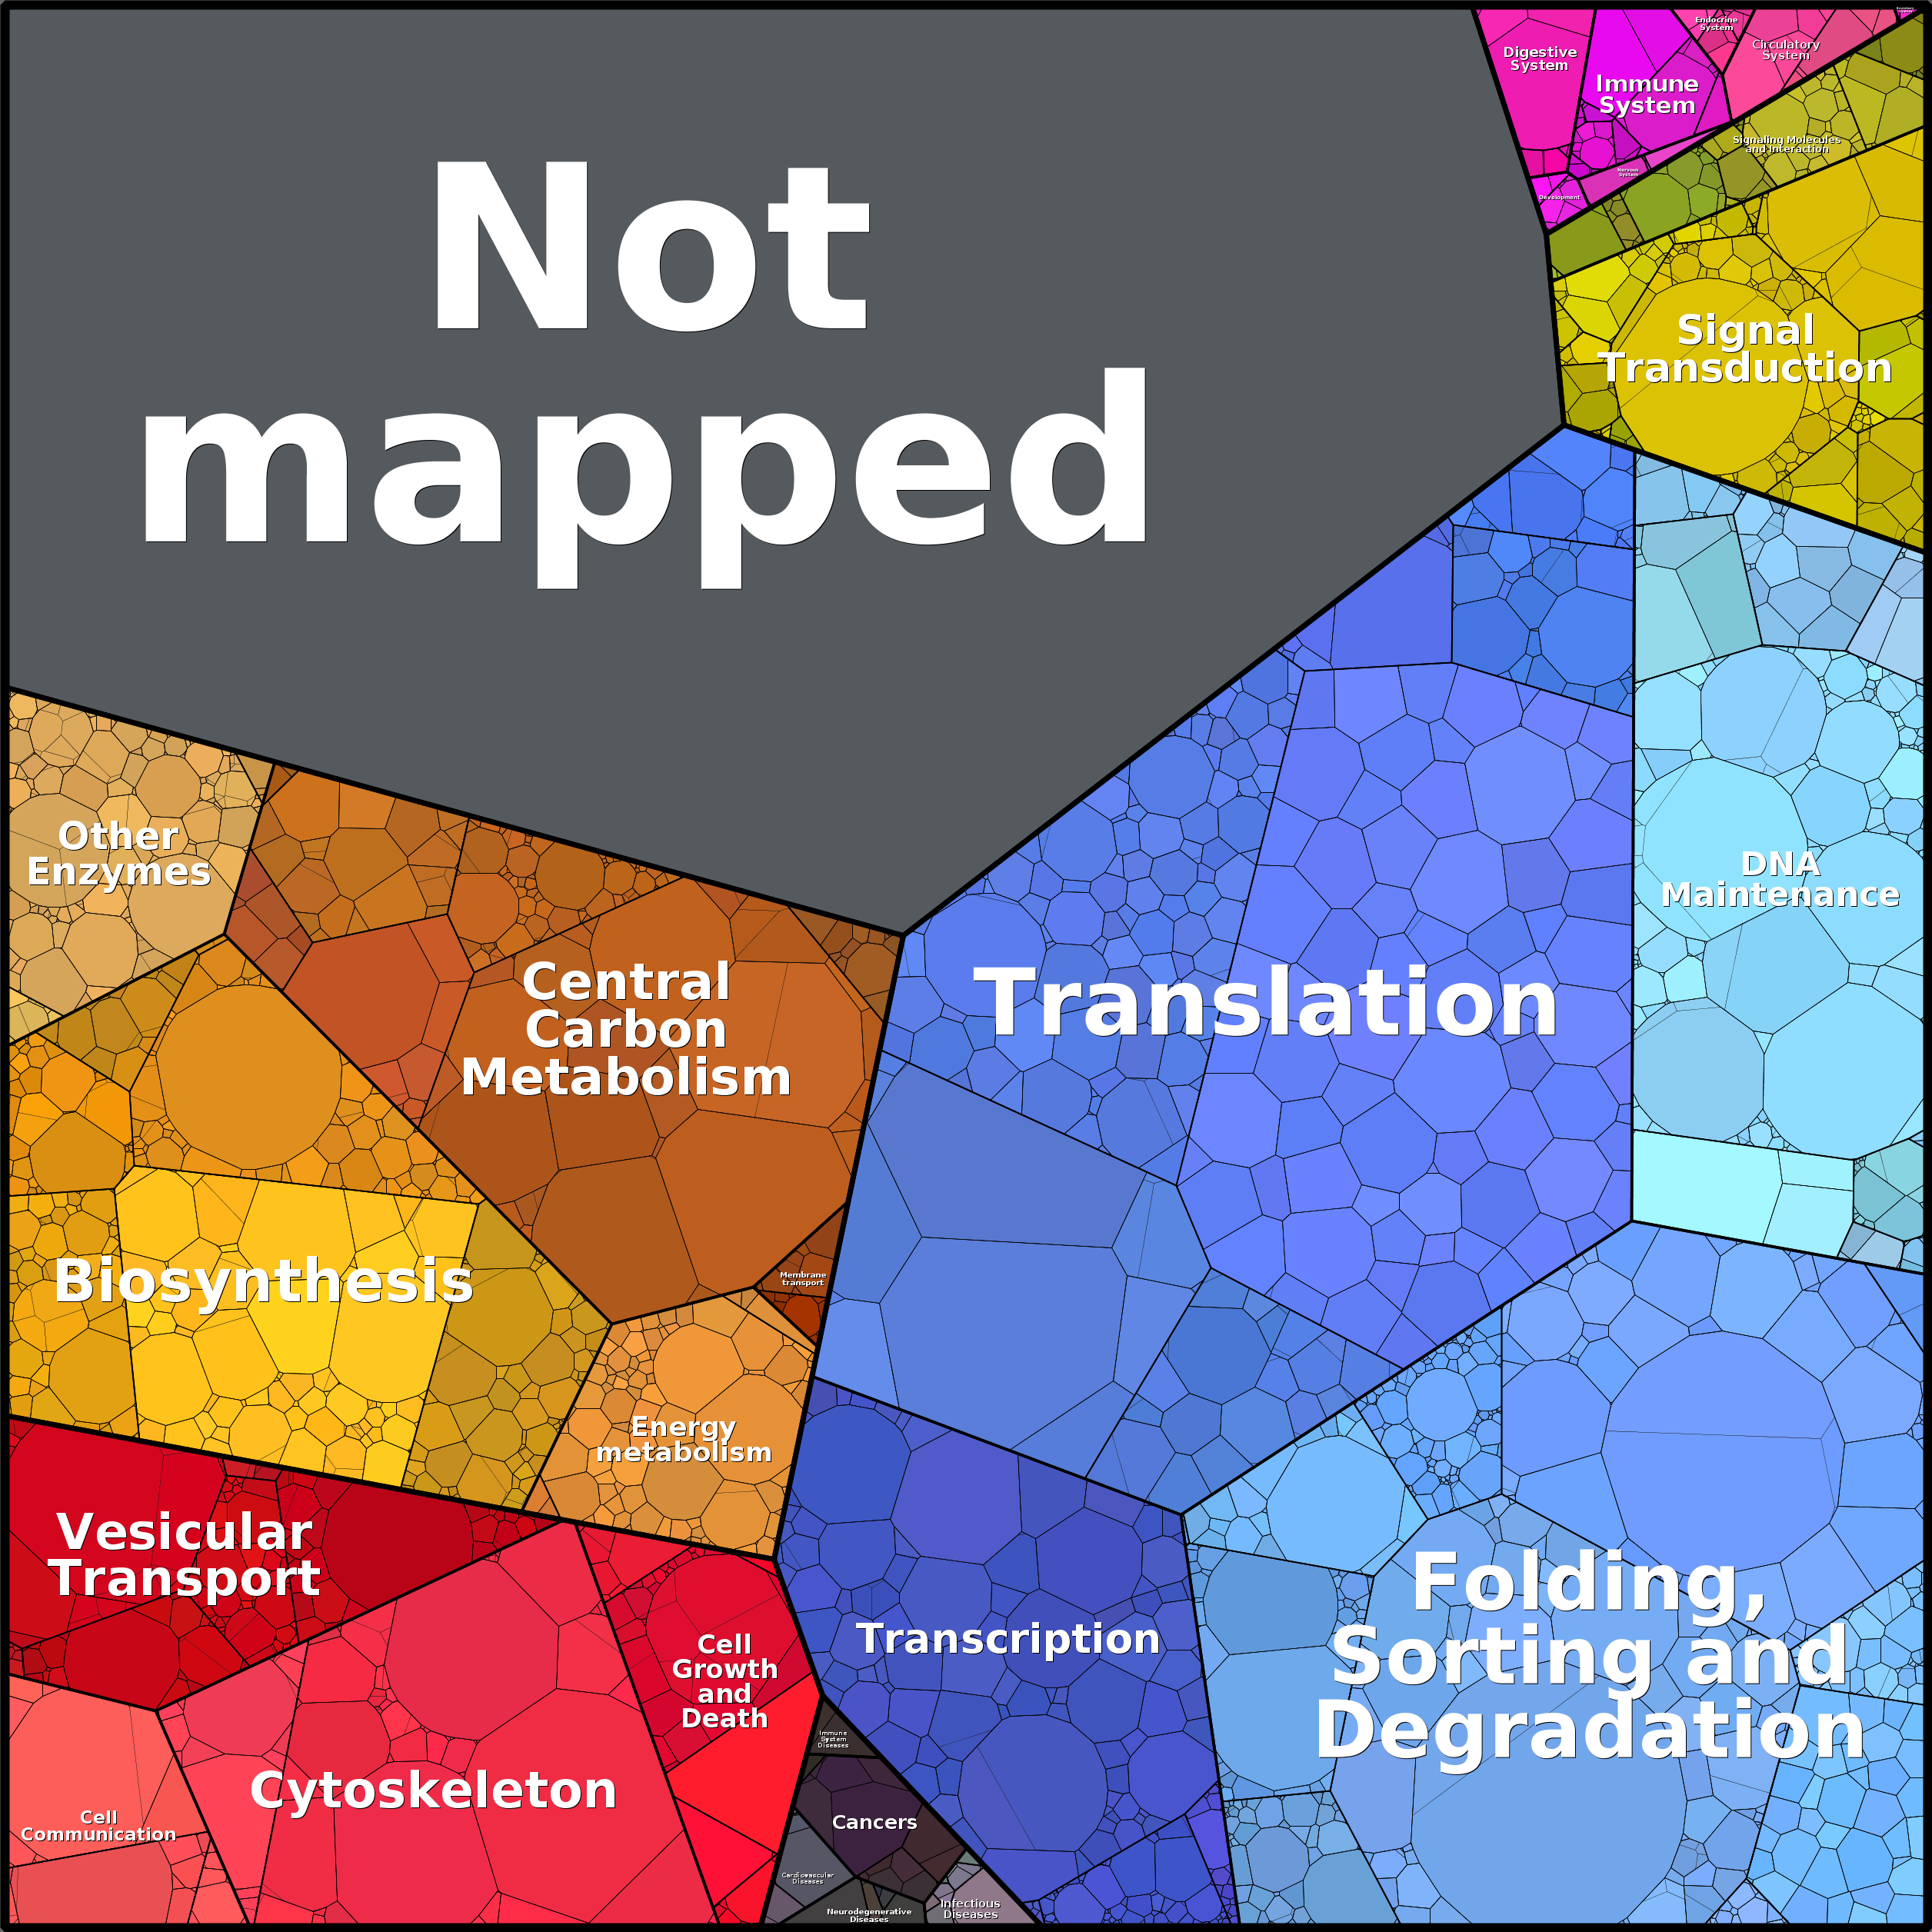 Not
mapped
Digestive
System
Immune
System
Endocrine
System
Circulatory
System
Nervous
System
Development
Signaling Molecules
and Interaction
Signal
Transduction
Other
Enzymes
Central
Carbon
Metabolism
Translation
DNA
Maintenance
Biosynthesis
Membrane
transport
Energy
metabolism
Vesicular
Transport
Cell
Growth
and
Death
Transcription
Folding,
Sorting and
Degradation
Cytoskeleton
Cell
Communication
Immune
System
Diseases
Cancers
Cardiovascular
Diseases
Neurodegenerative
Diseases
Infectious
Diseases